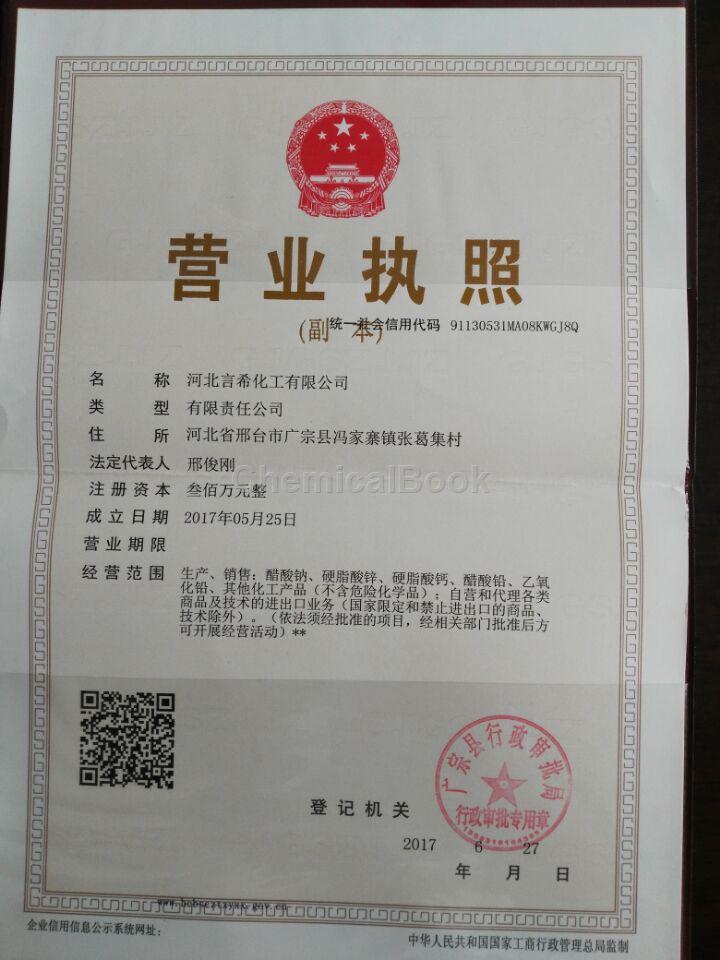 营业执照
(副 本)
统一社会信用代码 91130531MA08KWGJ8Q
名称 河北言希化工有限公司
类型 有限责任公司
住所 河北省邢台市广宗县冯家寨镇张葛集村
法定代表人 邢俊刚
ChemicalBook
注册资本 叁佰万元整
成立日期 2017年05月25日
营业期限
经营范围 生产、销售：醋酸钠、硬脂酸锌、硬脂酸钙、醋酸铅、乙氧
化铅、其他化工产品（不含危险化学品）；自营和代理各类
商品及技术的进出口业务（国家限定和禁止进出口的商品、
技术除外）。（依法须经批准的项目，经相关部门批准后方
可开展经营活动）**
广宗县行政审批局
行政审批专用章
登记机关
2017 6 27
年 月 日
企业信用信息公示系统网址：
中华人民共和国国家工商行政管理总局监制